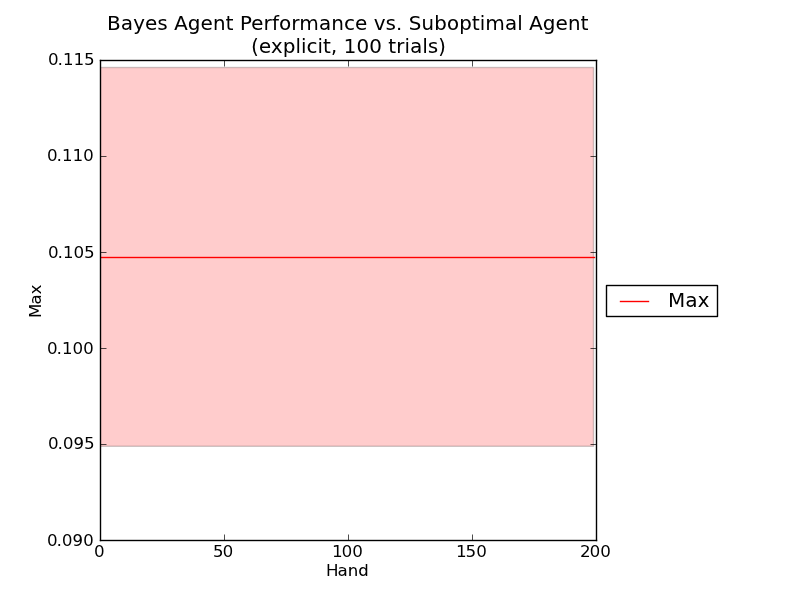 Bayes Agent Performance vs. Suboptimal Agent
(explicit, 100 trials)
0.115
0.110
0.105
0.100
0.095
0.090
Max
Max
0 50 100 150 200
Hand